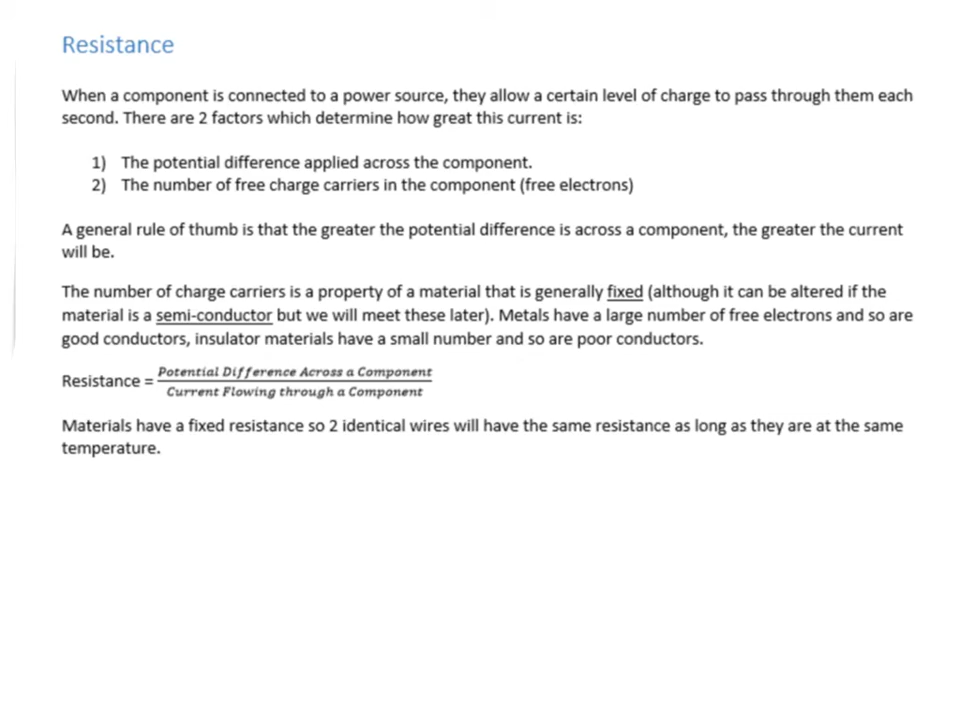 Resistance
When a component is connected to a power source, they allow a certain level of charge to pass through them each
second. There are 2 factors which determine how great this current is:
1) The potential difference applied across the component.
2) The number of free charge carriers in the component (free electrons)
A general rule of thumb is that the greater the potential difference is across a component, the greater the current
will be.
The number of charge carriers is a property of a material that is generally fixed (although it can be altered if the
material is a semi-conductor but we will meet these later). Metals have a large number of free electrons and so are
good conductors, insulator materials have a small number and so are poor conductors.
Resistance = Potential Difference Across a Component
Current Flowing through a Component
Materials have a fixed resistance so 2 identical wires will have the same resistance as long as they are at the same
temperature.